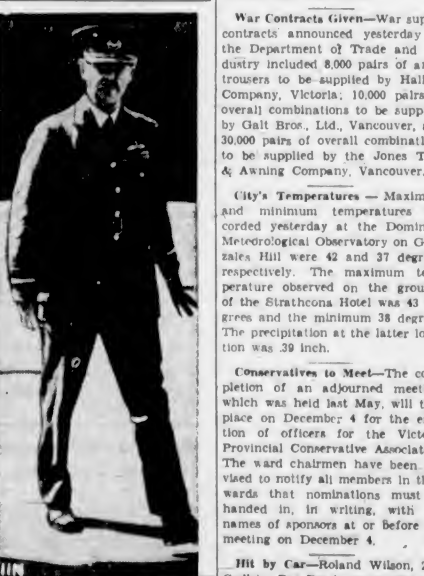 War Contracts Given—War sup
contracts announced yesterday
the Department of Trade and
dustry included 8,000 pairs of ar
trousers to be supplied by Hall
Company, Victoria; 10,000 pairs
overall combinations to be supp
by Galt Bros., Ltd., Vancouver,
30,000 pairs of overall combinati
to be supplied by the Jones T
& Awning Company, Vancouver.
City's Temperatures — Maxim
and minimum temperatures
corded yesterday at the Domin
Meteorological Observatory on G
zales Hill were 42 and 37 degr
respectively. The maximum te
perature observed on the grou
of the Strathcona Hotel was 43
grees and the minimum 38 degr
The precipitation at the latter lo
tion was .39 inch.
Conservatives to Meet—The co
pletion of an adjourned meet
which was held last May, will t
place on December 4 for the e
tion of officers for the Victo
Provincial Conservative Associat
The ward chairmen have been
vised to notify all members in th
wards that nominations must
handed in, in writing, with
names of sponsors at or before
meeting on December 4.
Hit by Car—Roland Wilson, 2